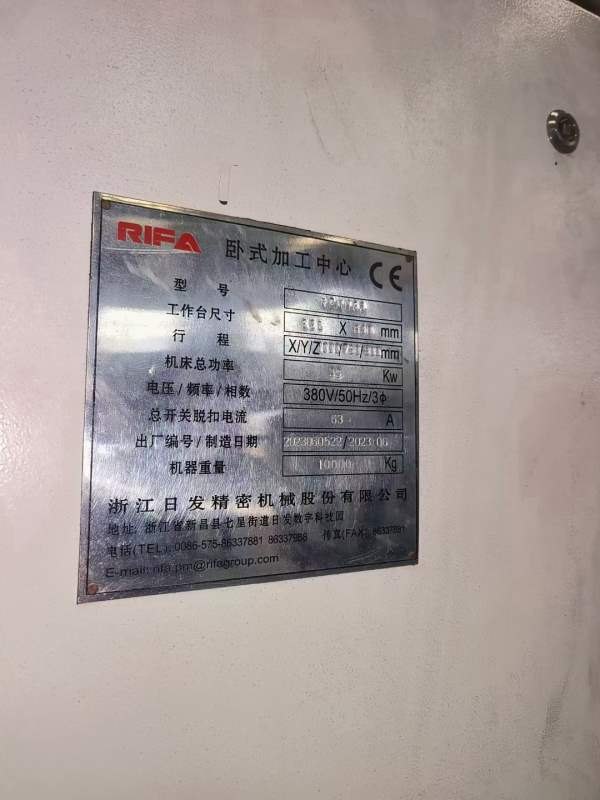 RIFA 卧式加工中心 CE
型号
工作台尺寸 X mm
行程 X/Y/Z / / mm
机床总功率 Kw
电压/频率/相数 380V/50Hz/3φ
总开关脱扣电流 63 A
出厂编号/制造日期
机器重量 10000 Kg
浙江日发精密机械股份有限公司
地址: 浙江省新昌县七星街道日发数字科技园
电话(TEL): 0086-575-86337881 86337958 传真(FAX): 86337881
E-mail: rifa.pm@rifagroup.com